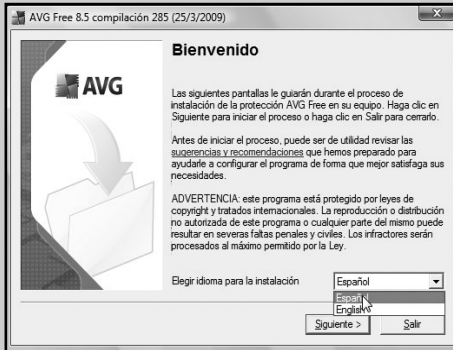 AVG Free 8.5 compilación 285 (25/3/2009)
AVG
Bienvenido
Las siguientes pantallas le guiarán durante el proceso de
instalación de la protección AVG Free en su equipo. Haga clic en
Siguiente para iniciar el proceso o haga clic en Salir para cerrarlo.
Antes de iniciar el proceso, puede ser de utilidad revisar las
sugerencias y recomendaciones que hemos preparado para
ayudarle a configurar el programa de forma que mejor satisfaga sus
necesidades.
ADVERTENCIA: este programa está protegido por leyes de
copyright y tratados internacionales. La reproducción o distribución
no autorizada de este programa o cualquier parte del mismo puede
resultar en severas faltas penales y civiles. Los infractores serán
procesados al máximo permitido por la Ley.
Elegir idioma para la instalación
Español
Español
English
Siguiente >
Salir